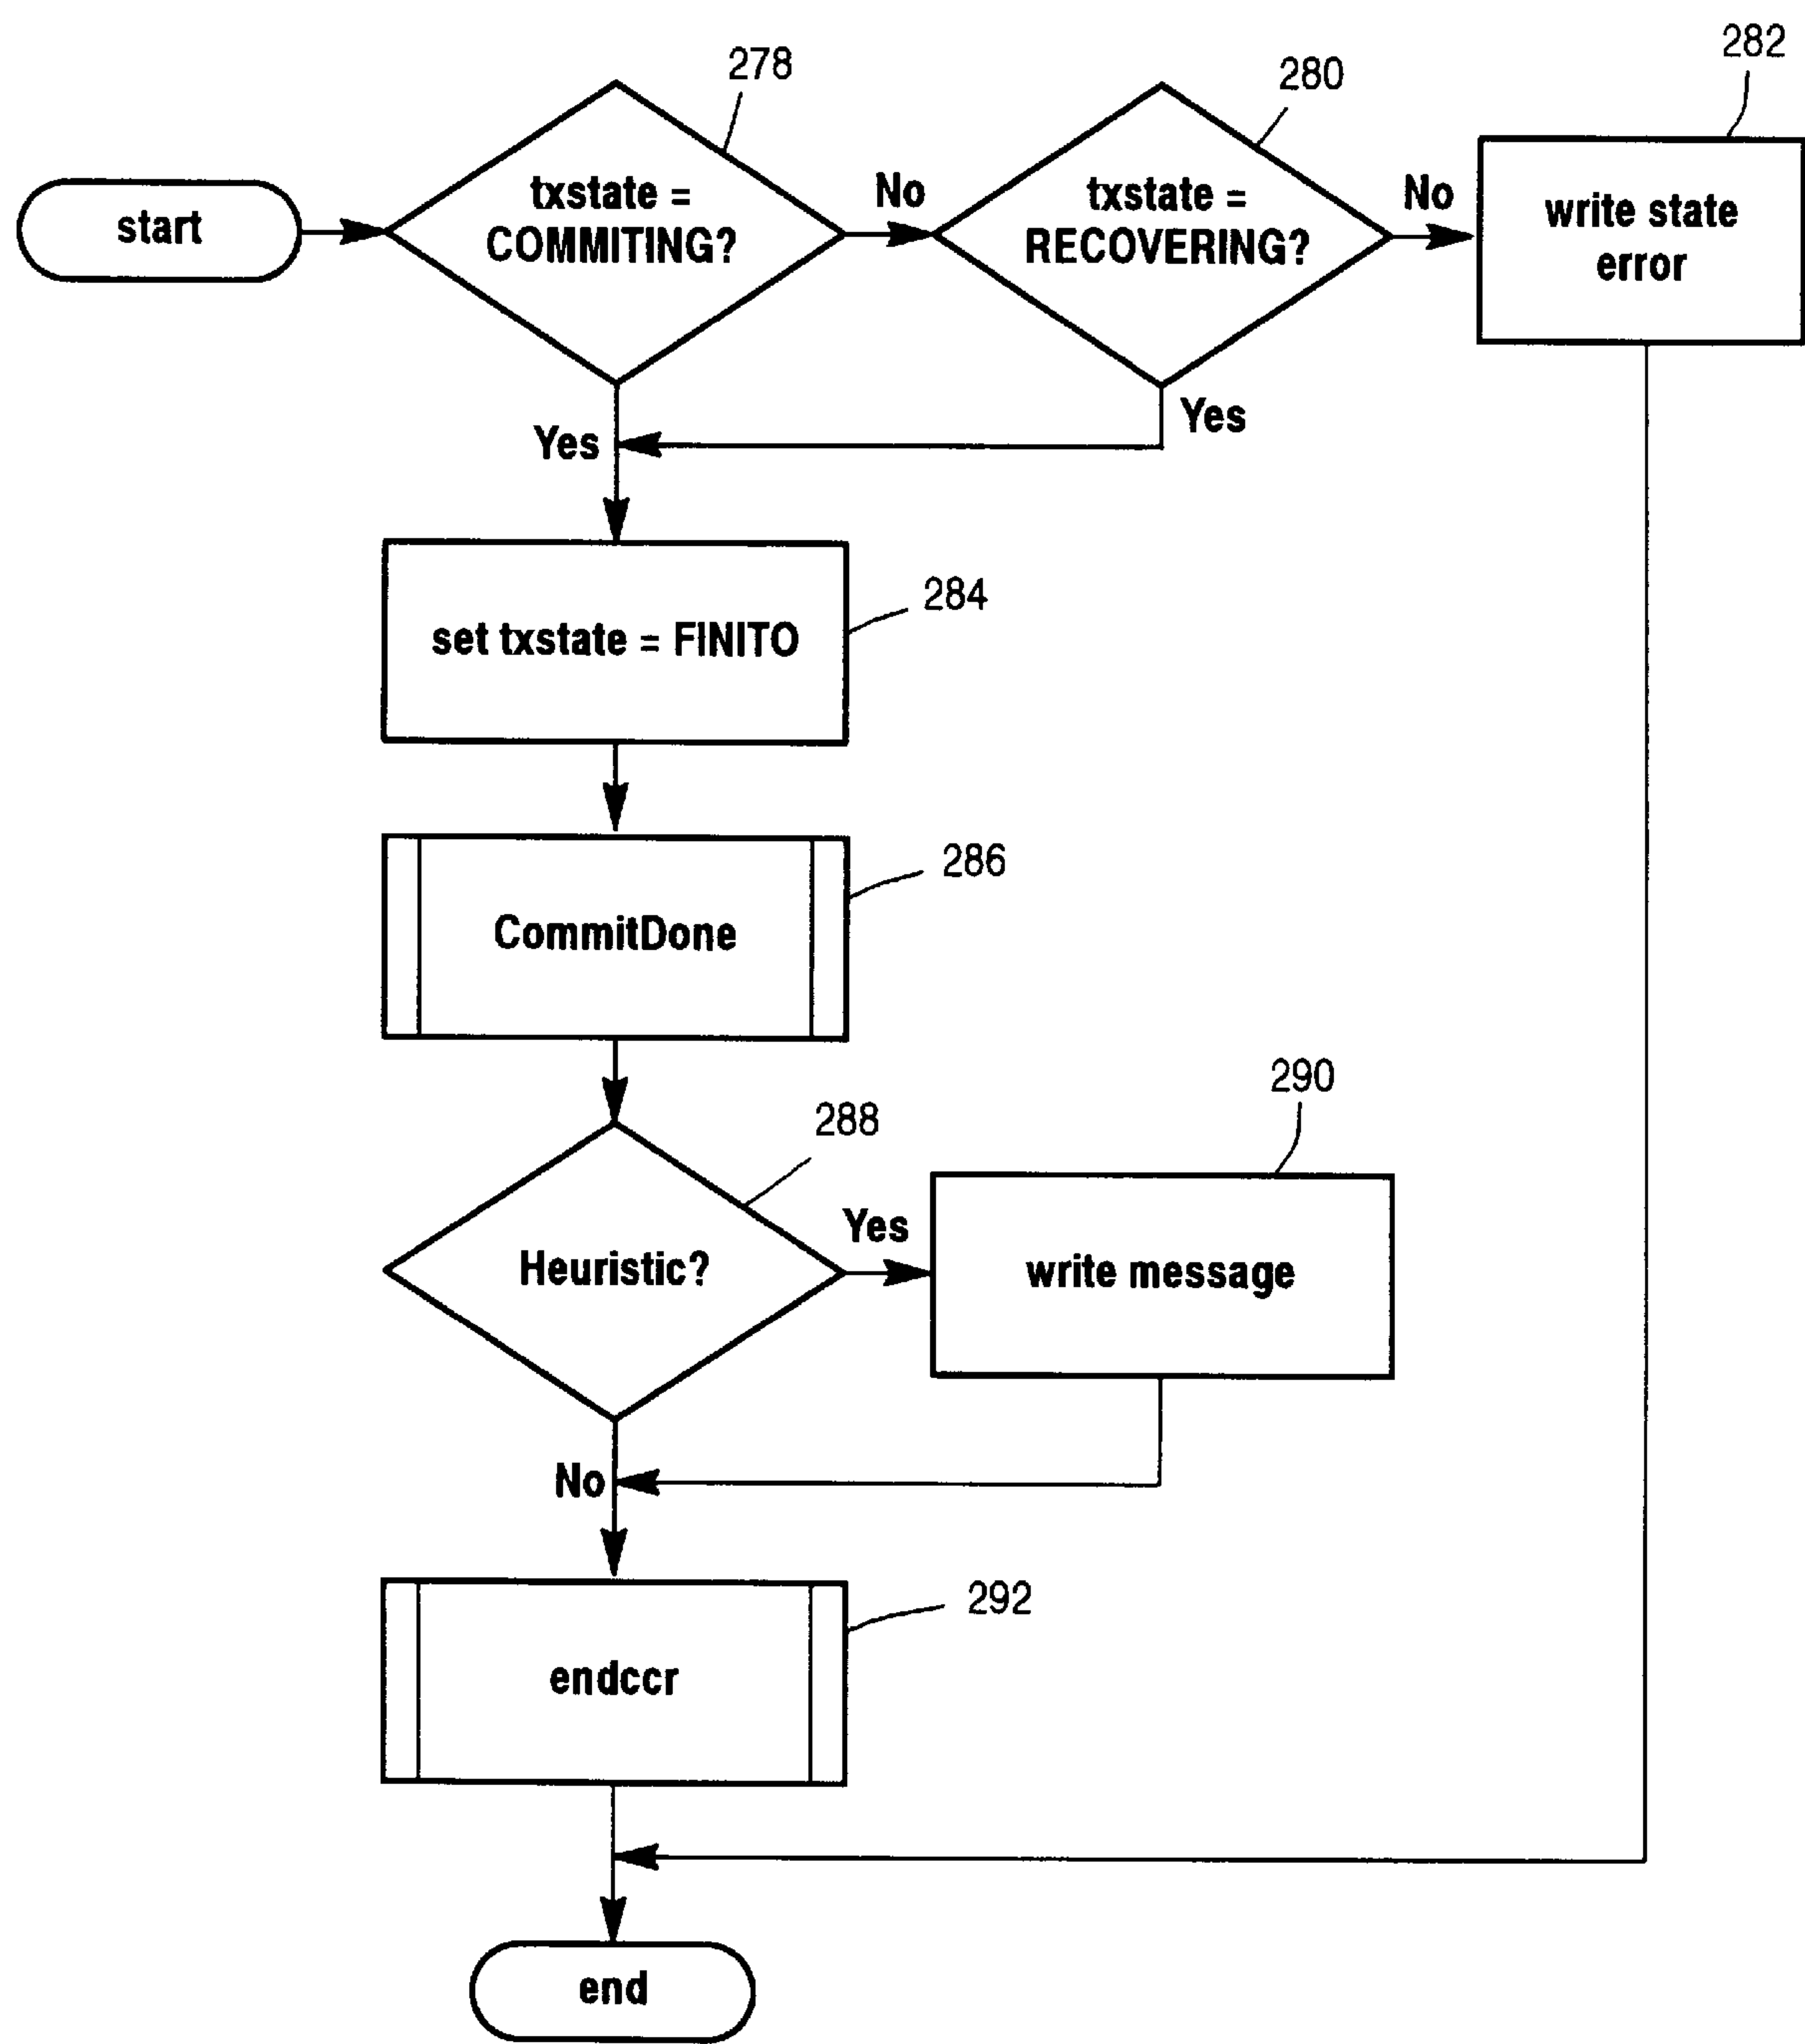 278
280
282
start
txstate =
COMMITING?
No
txstate =
RECOVERING?
No
write state
error
Yes
Yes
284
set txstate = FINITO
286
CommitDone
288
290
Heuristic?
Yes
write message
No
292
endccr
end